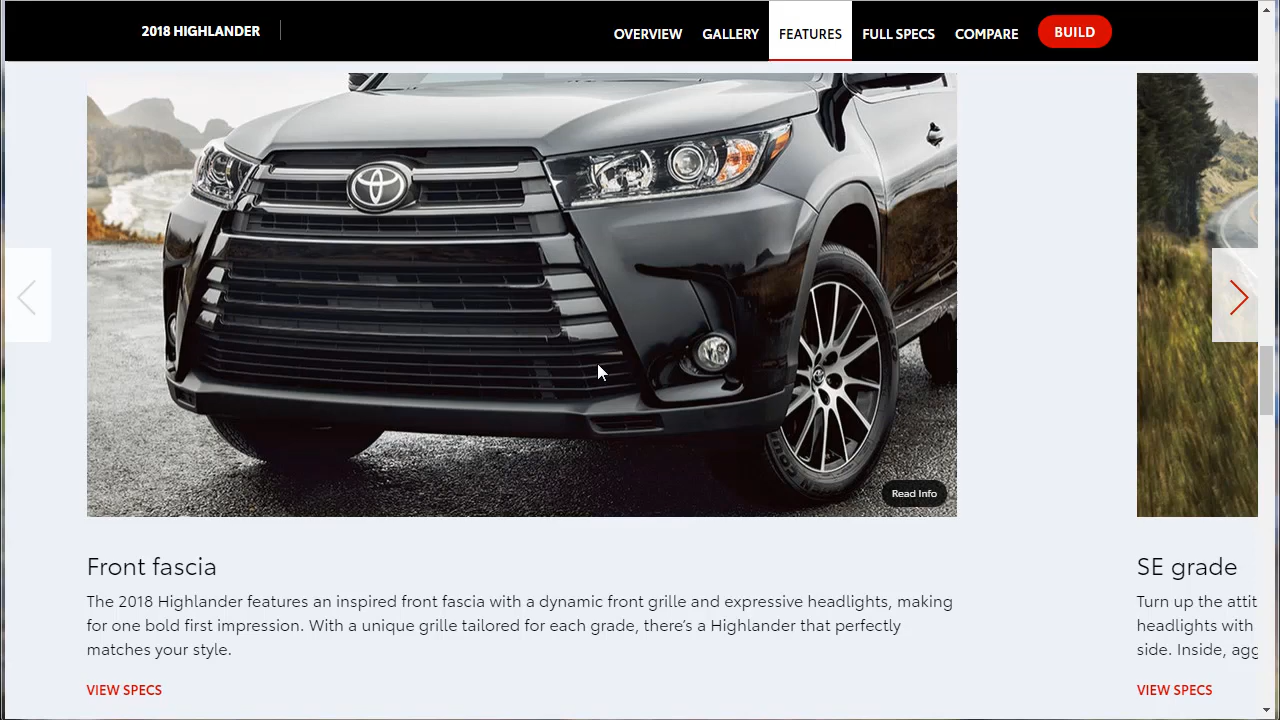 2018 HIGHLANDER
OVERVIEW GALLERY FEATURES FULL SPECS COMPARE BUILD
Read Info
Front fascia
The 2018 Highlander features an inspired front fascia with a dynamic front grille and expressive headlights, making
for one bold first impression. With a unique grille tailored for each grade, there's a Highlander that perfectly
matches your style.
VIEW SPECS
SE grade
Turn up the attit
headlights with
side. Inside, agg
VIEW SPECS